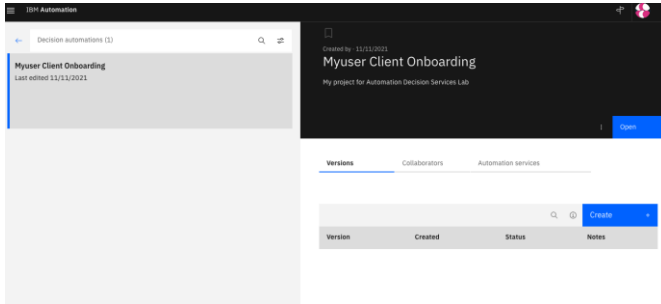 IBM Automation
Decision automations (1)
Myuser Client Onboarding
Last edited 11/11/2021
Created by - 11/11/2021
Myuser Client Onboarding
My project for Automation Decision Services Lab
Open
Versions Collaborators Automation services
Create +
Version Created Status Notes